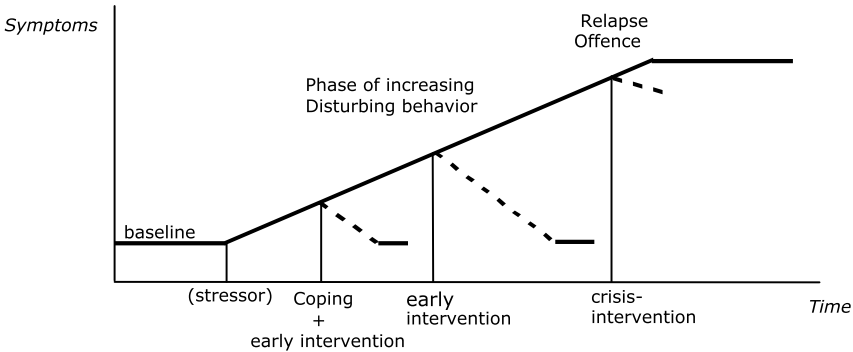 Symptoms
Relapse
Offence
Phase of increasing
Disturbing behavior
baseline
(stressor)
Coping
+
early intervention
early
intervention
crisis-
intervention
Time